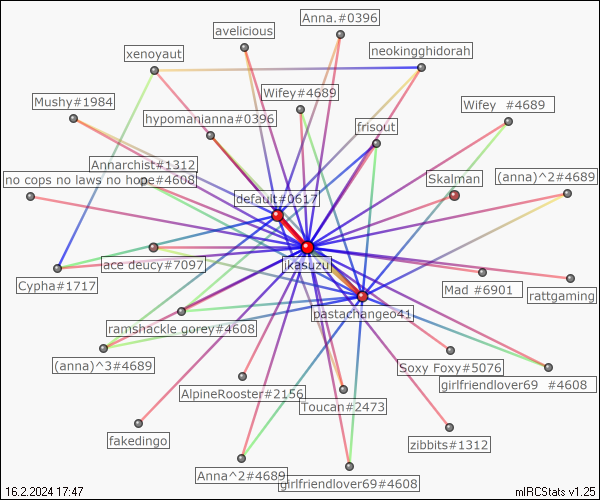 Anna.#0396
avelicious
neokingghidorah
xenoyaut
Wifey#4689
Mushy#1984
Wifey #4689
hypomanianna#0396
frisout
Annarchist#1312
Skalman
(anna)^2#4689
no cops no laws no hope#4608
default#0617
ikasuzu
ace deucy#7097
Cypha#1717
Mad #6901
rattgaming
pastachange041
ramshackle gorey#4608
(anna)^3#4689
Soxy Foxy#5076
girlfriendlover69 #4608
AlpineRooster#2156
Toucan#2473
fakedingo
zibbits#1312
Anna^2#4689
girlfriendlover69#4608
16.2.2024 17:47
mIRCStats v1.25